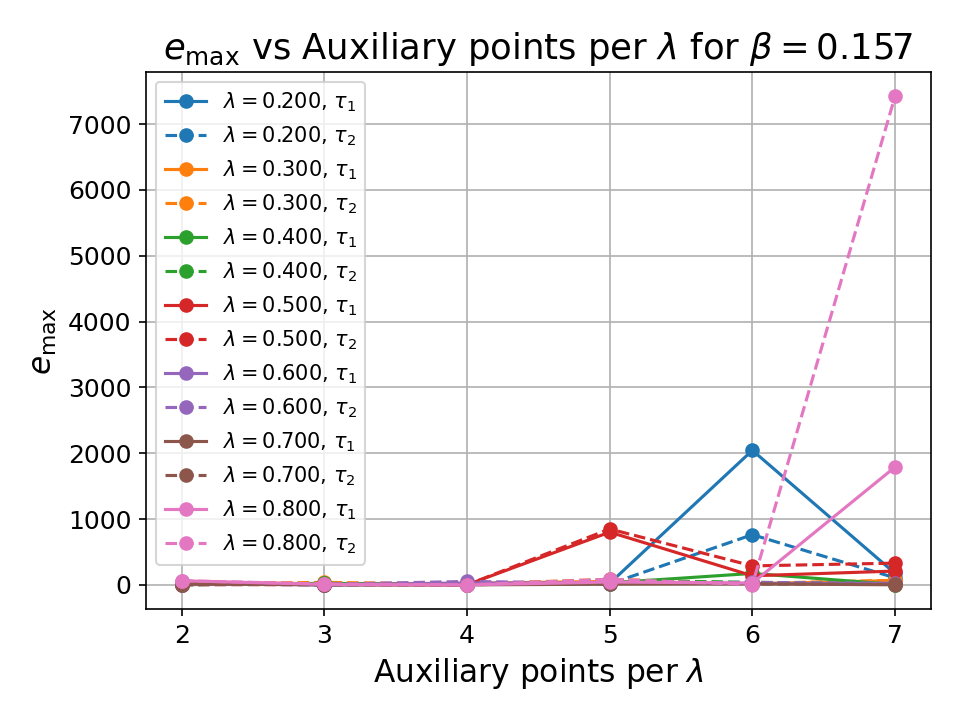 e_max vs Auxiliary points per λ for β = 0.157
λ = 0.200, τ₁
λ = 0.200, τ₂
λ = 0.300, τ₁
λ = 0.300, τ₂
λ = 0.400, τ₁
λ = 0.400, τ₂
λ = 0.500, τ₁
λ = 0.500, τ₂
λ = 0.600, τ₁
λ = 0.600, τ₂
λ = 0.700, τ₁
λ = 0.700, τ₂
λ = 0.800, τ₁
λ = 0.800, τ₂
7000
6000
5000
4000
3000
2000
1000
0
e_max
2 3 4 5 6 7
Auxiliary points per λ